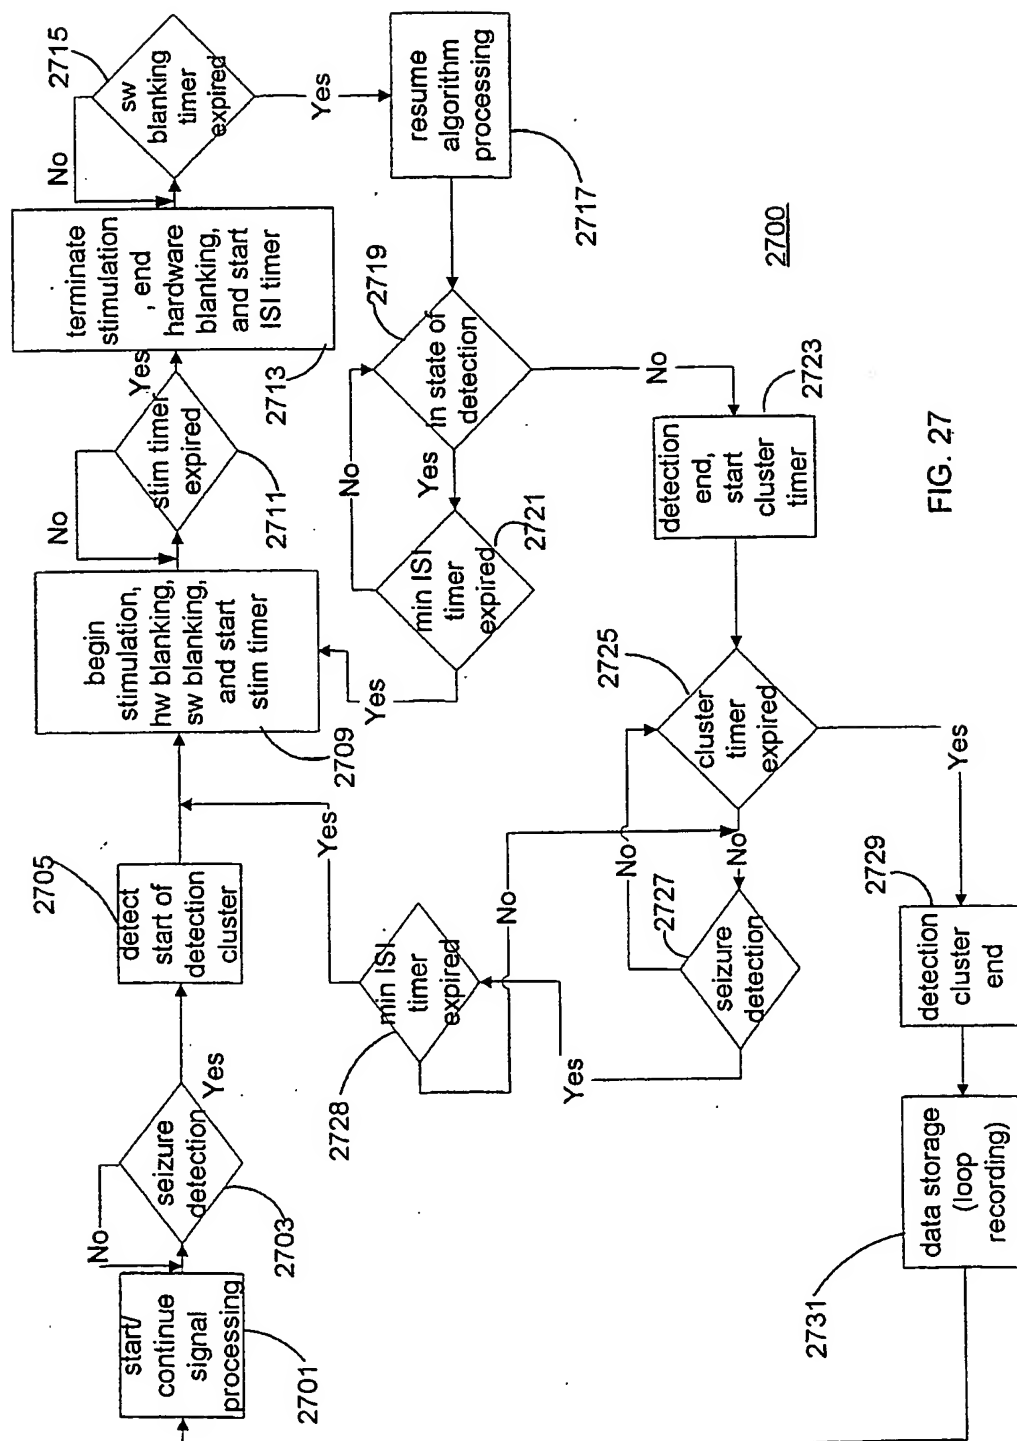 start/
continue
signal
processing
2701
No
seizure
detection
2703
Yes
detect
start of
detection
cluster
2705
begin
stimulation,
hw blanking,
sw blanking,
and start
stim timer
2709
No
stim timer
expired
2711
Yes
terminate
stimulation
, end
hardware
blanking,
and start
ISI timer
2713
No
sw
blanking
timer
expired
2715
Yes
resume
algorithm
processing
2717
in state of
detection
2719
Yes
No
min ISI
timer
expired
2721
No
Yes
detection
end,
start
cluster
timer
2723
cluster
timer
expired
2725
No
Yes
seizure
detection
2727
No
Yes
min ISI
timer
expired
2728
Yes
No
detection
cluster
end
2729
data storage
(loop
recording)
2731
2700
FIG. 27